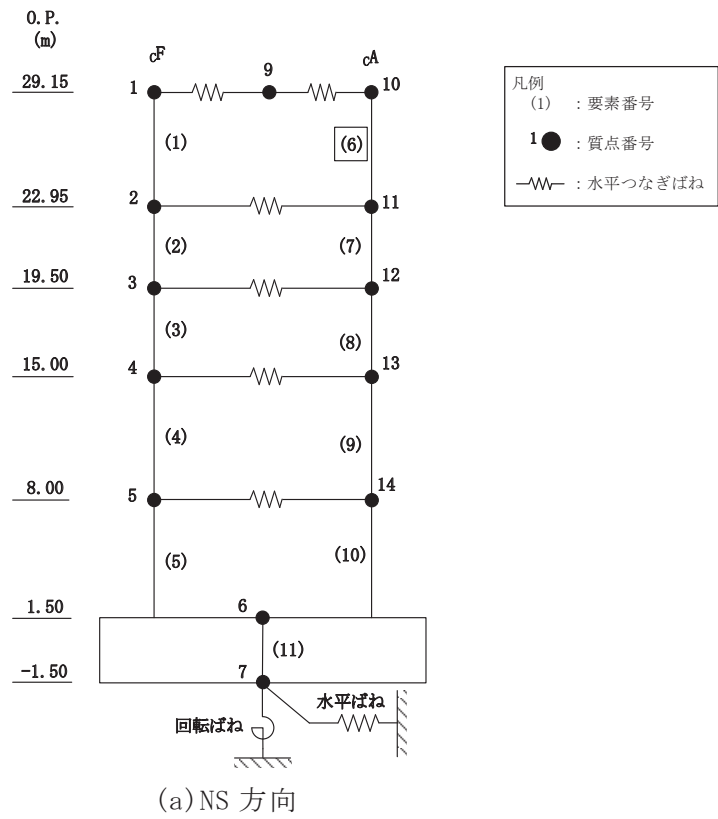 O.P.
(m)
cF
cA
29.15
1
9
10
(1)
(6)
22.95
2
11
(2)
(7)
19.50
3
12
(3)
(8)
15.00
4
13
(4)
(9)
8.00
5
14
(5)
(10)
1.50
6
(11)
-1.50
7
水平ばね
回転ばね
(a)NS 方向
凡例
(1) : 要素番号
1 : 質点番号
: 水平つなぎばね